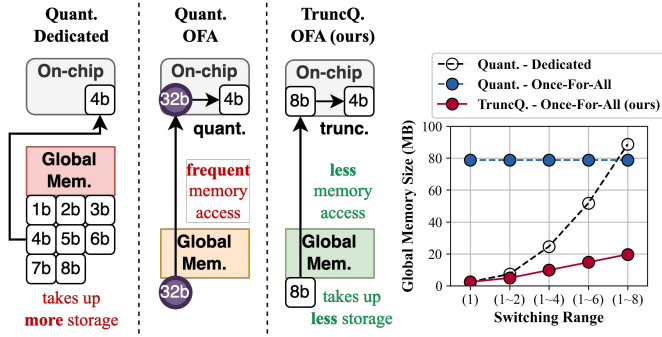 Quant.
Dedicated
On-chip
4b
Global
Mem.
1b 2b 3b
4b 5b 6b
7b 8b
takes up
more storage
Quant.
OFA
On-chip
32b 4b
quant.
frequent
memory
access
Global
Mem.
32b
TruncQ.
OFA (ours)
On-chip
8b 4b
trunc.
less
memory
access
Global
Mem.
8b
takes up
less storage
Quant. - Dedicated
Quant. - Once-For-All
TruncQ. - Once-For-All (ours)
Global Memory Size (MB)
100
80
60
40
20
0
(1) (1~2) (1~4) (1~6) (1~8)
Switching Range